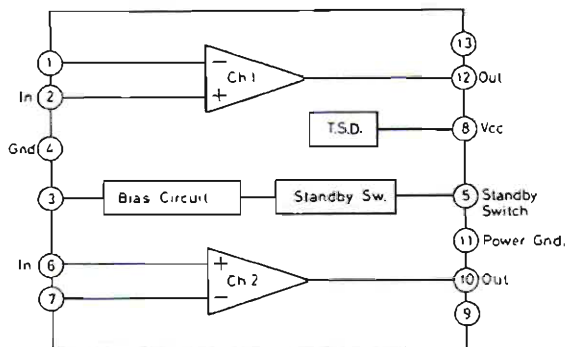 1
13
− Ch 1
In 2
+
12 Out
T.S.D.
8 Vcc
Gnd 4
3
Bias Circuit
Standby Sw.
5 Standby Switch
11 Power Gnd.
In 6
+ Ch 2
10 Out
7
−
9